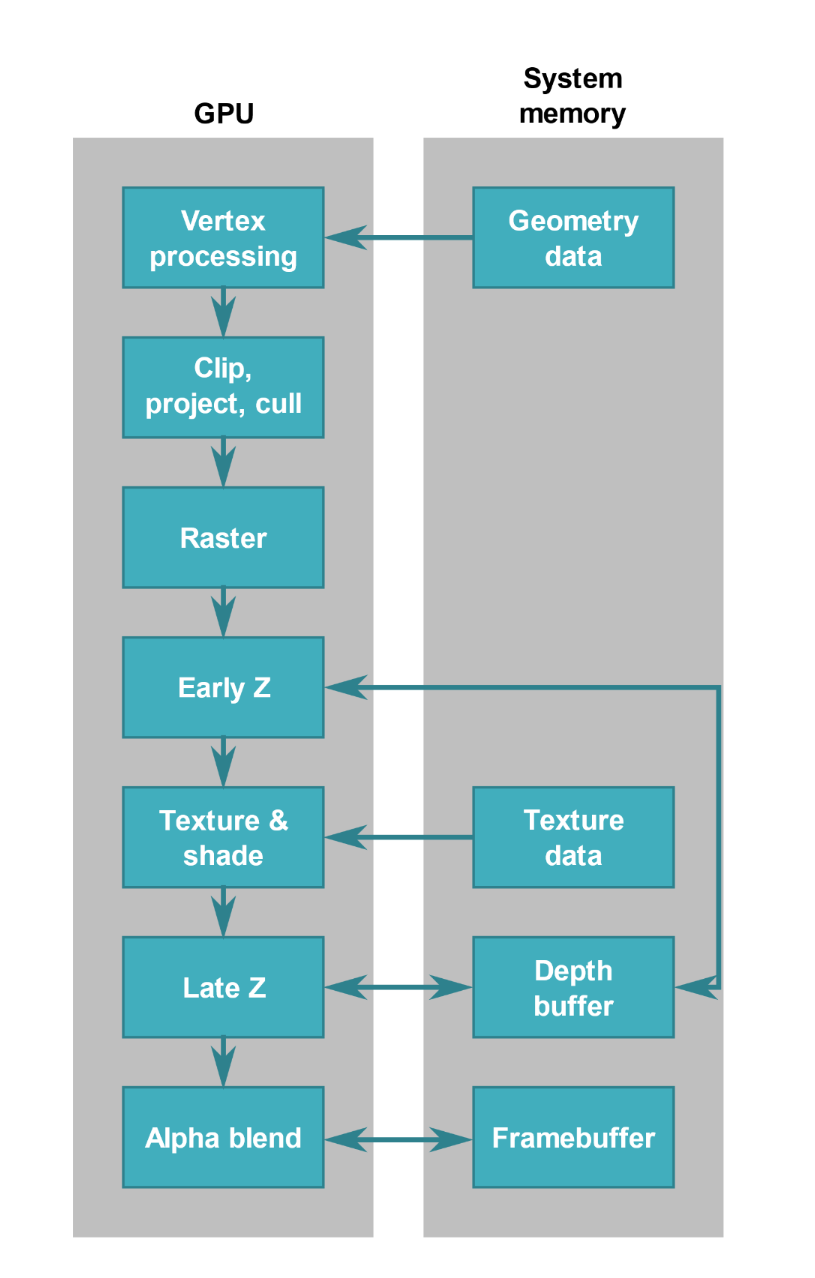 GPU
System
memory
Vertex
processing
Geometry
data
Clip,
project, cull
Raster
Early Z
Texture &
shade
Texture
data
Late Z
Depth
buffer
Alpha blend
Framebuffer